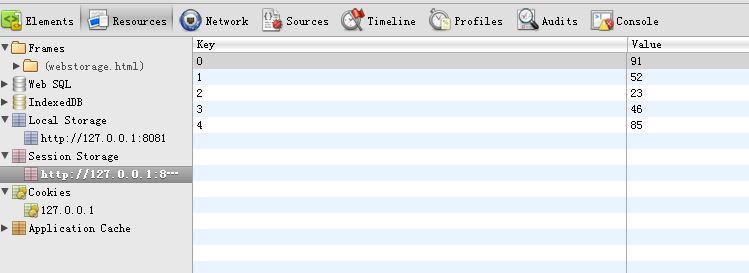 Elements Resources Network Sources Timeline Profiles Audits Console
Frames
(webstorage.html)
Web SQL
IndexedDB
Local Storage
http://127.0.0.1:8081
Session Storage
http://127.0.0.1:8…
Cookies
127.0.0.1
Application Cache
Key Value
0 91
1 52
2 23
3 46
4 85